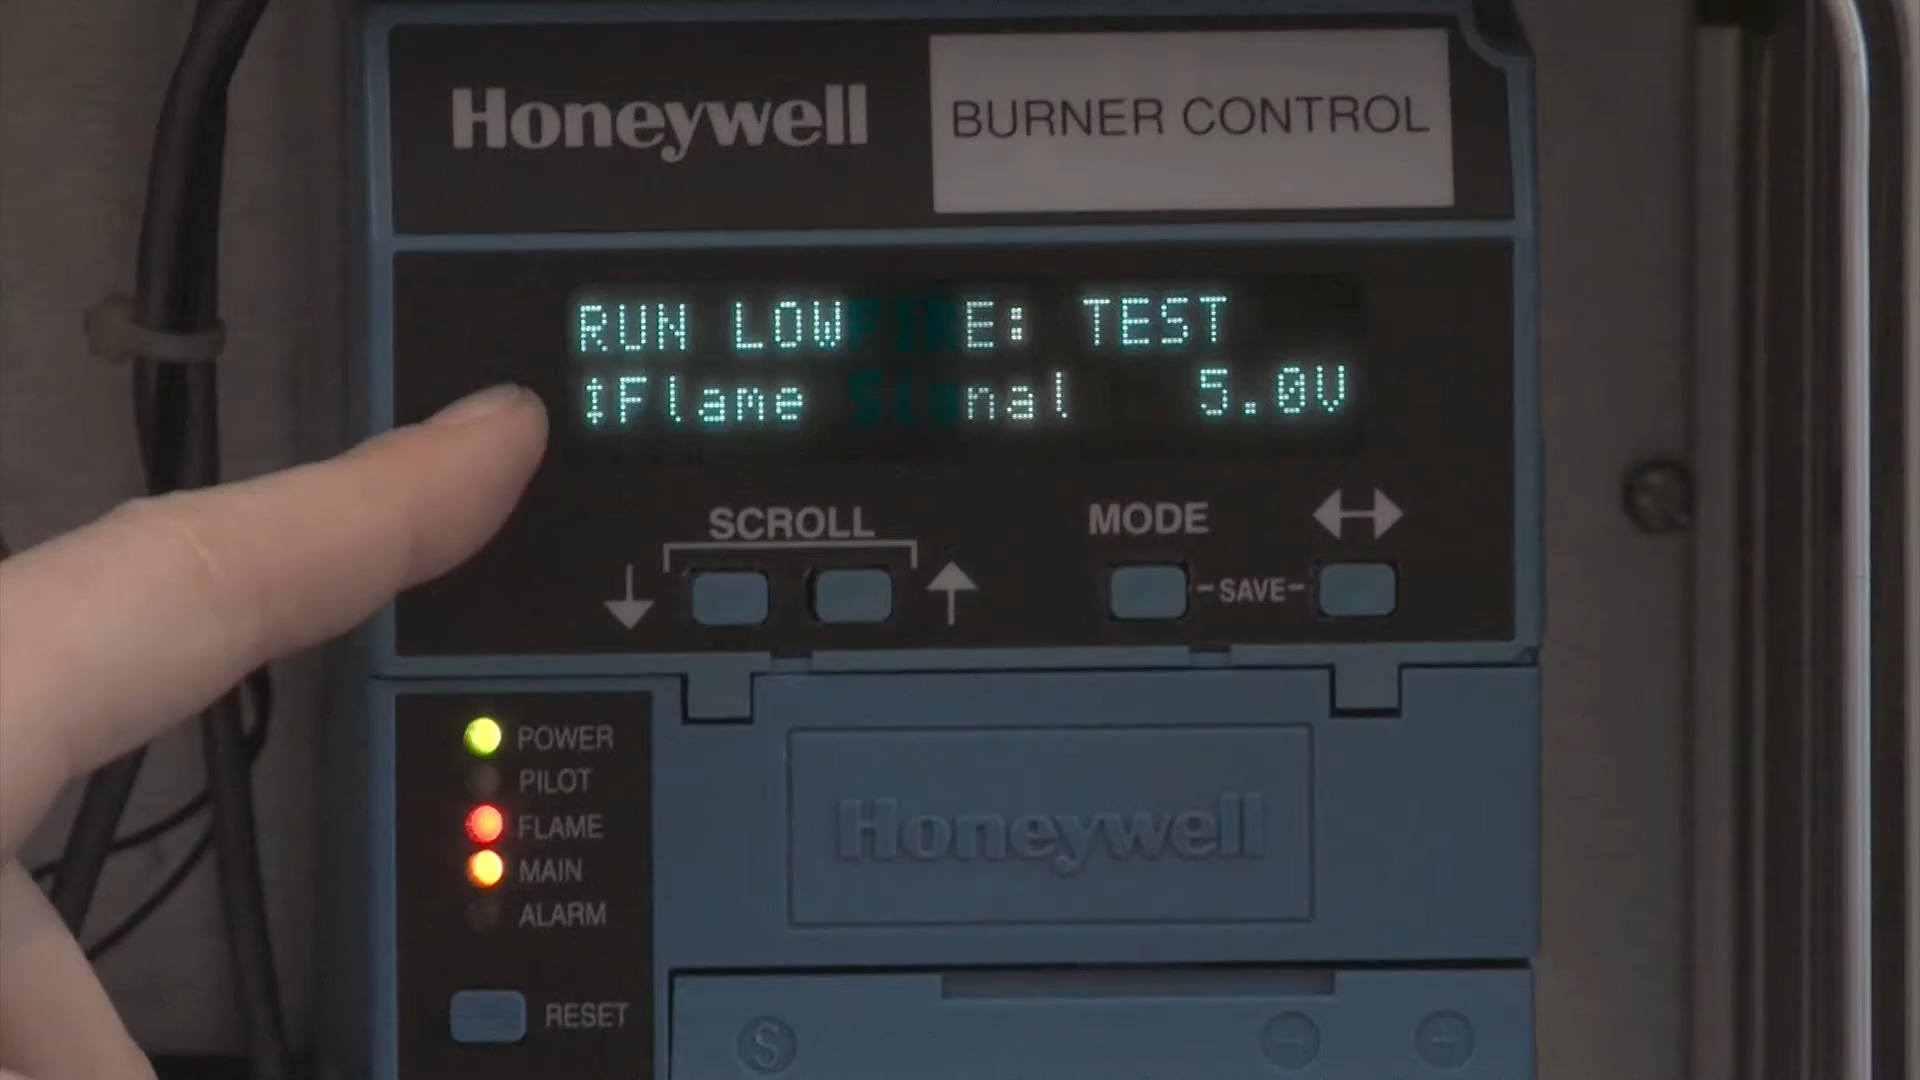 Honeywell
BURNER CONTROL
RUN LOWFIRE: TEST
↕Flame Signal 5.0V
SCROLL
MODE
-SAVE-
POWER
PILOT
FLAME
MAIN
ALARM
RESET
Honeywell
S